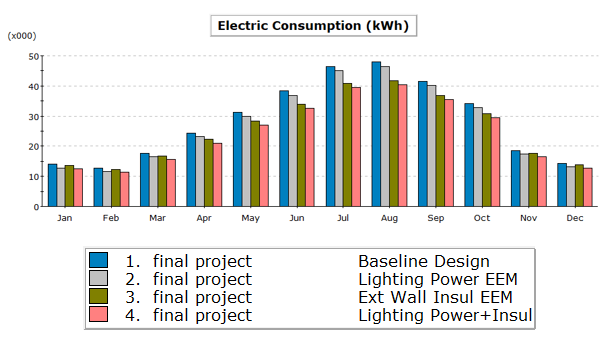 Electric Consumption (kWh)
(x000)
50
40
30
20
10
0
Jan Feb Mar Apr May Jun Jul Aug Sep Oct Nov Dec
1. final project Baseline Design
2. final project Lighting Power EEM
3. final project Ext Wall Insul EEM
4. final project Lighting Power+Insul